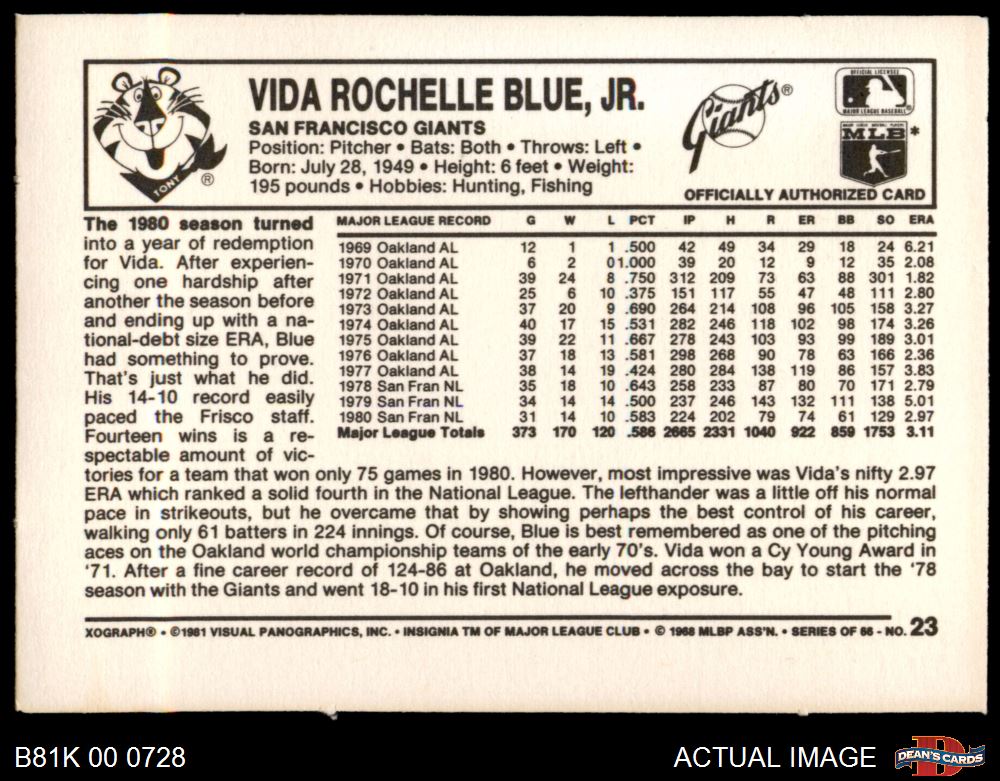 VIDA ROCHELLE BLUE, JR.
SAN FRANCISCO GIANTS
Position: Pitcher • Bats: Both • Throws: Left •
Born: July 28, 1949 • Height: 6 feet • Weight:
195 pounds • Hobbies: Hunting, Fishing
TONY ®
Giants ®
OFFICIAL LICENSEE
MAJOR LEAGUE BASEBALL
MLB *
OFFICIALLY AUTHORIZED CARD
The 1980 season turned
into a year of redemption
for Vida. After experien-
cing one hardship after
another the season before
and ending up with a na-
tional-debt size ERA, Blue
had something to prove.
That's just what he did.
His 14-10 record easily
paced the Frisco staff.
Fourteen wins is a re-
spectable amount of vic-
MAJOR LEAGUE RECORD G W L PCT IP H R ER BB SO ERA
1969 Oakland AL 12 1 1 .500 42 49 34 29 18 24 6.21
1970 Oakland AL 6 2 0 1.000 39 20 12 9 12 35 2.08
1971 Oakland AL 39 24 8 .750 312 209 73 63 88 301 1.82
1972 Oakland AL 25 6 10 .375 151 117 55 47 48 111 2.80
1973 Oakland AL 37 20 9 .690 264 214 108 96 105 158 3.27
1974 Oakland AL 40 17 15 .531 282 246 118 102 98 174 3.26
1975 Oakland AL 39 22 11 .667 278 243 103 93 99 189 3.01
1976 Oakland AL 37 18 13 .581 298 268 90 78 63 166 2.36
1977 Oakland AL 38 14 19 .424 280 284 138 119 86 157 3.83
1978 San Fran NL 35 18 10 .643 258 233 87 80 70 171 2.79
1979 San Fran NL 34 14 14 .500 237 246 143 132 111 138 5.01
1980 San Fran NL 31 14 10 .583 224 202 79 74 61 129 2.97
Major League Totals 373 170 120 .586 2665 2331 1040 922 859 1753 3.11
tories for a team that won only 75 games in 1980. However, most impressive was Vida's nifty 2.97
ERA which ranked a solid fourth in the National League. The lefthander was a little off his normal
pace in strikeouts, but he overcame that by showing perhaps the best control of his career,
walking only 61 batters in 224 innings. Of course, Blue is best remembered as one of the pitching
aces on the Oakland world championship teams of the early 70's. Vida won a Cy Young Award in
'71. After a fine career record of 124-86 at Oakland, he moved across the bay to start the '78
season with the Giants and went 18-10 in his first National League exposure.
XOGRAPH® • ©1981 VISUAL PANOGRAPHICS, INC. • INSIGNIA TM OF MAJOR LEAGUE CLUB • © 1968 MLBP ASS'N. • SERIES OF 66 - NO. 23
B81K 00 0728
ACTUAL IMAGE
DEAN'S CARDS